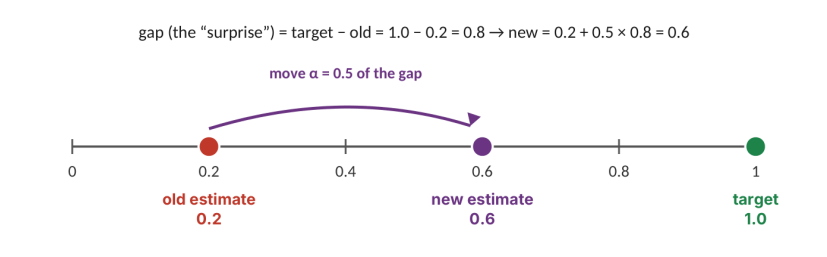 gap (the “surprise”) = target − old = 1.0 − 0.2 = 0.8 → new = 0.2 + 0.5 × 0.8 = 0.6
move α = 0.5 of the gap
0 0.2 0.4 0.6 0.8 1
old estimate new estimate target
0.2 0.6 1.0